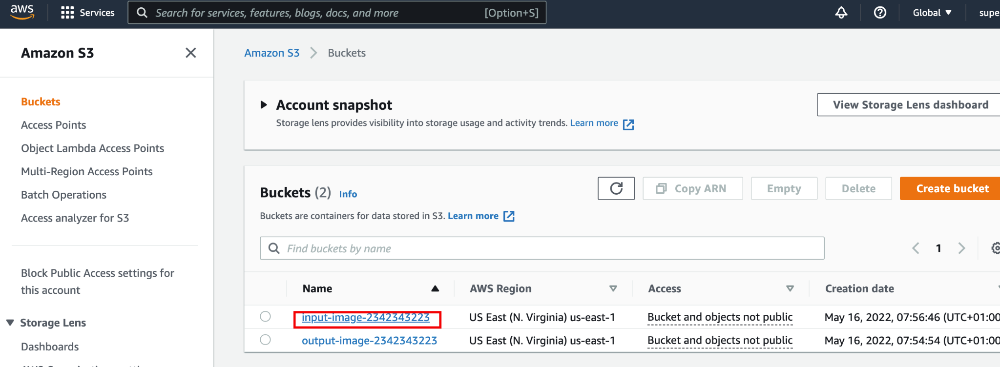 aws Services Search for services, features, blogs, docs, and more [Option+S] Global ▼ supe
Amazon S3
Buckets
Access Points
Object Lambda Access Points
Multi-Region Access Points
Batch Operations
Access analyzer for S3
Block Public Access settings for
this account
Storage Lens
Dashboards
Amazon S3 > Buckets
Account snapshot
View Storage Lens dashboard
Storage lens provides visibility into storage usage and activity trends. Learn more
Buckets (2) Info
Copy ARN Empty Delete Create bucket
Buckets are containers for data stored in S3. Learn more
Find buckets by name
1
Name AWS Region Access Creation date
input-image-2342343223 US East (N. Virginia) us-east-1 Bucket and objects not public May 16, 2022, 07:56:46 (UTC+01:00
output-image-2342343223 US East (N. Virginia) us-east-1 Bucket and objects not public May 16, 2022, 07:54:54 (UTC+01:00